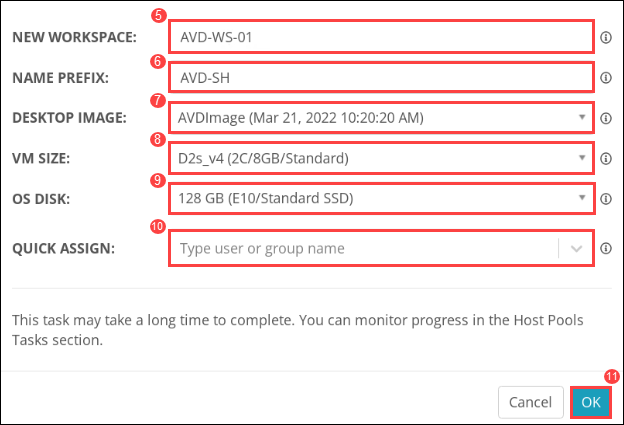 5
NEW WORKSPACE: AVD-WS-01
6
NAME PREFIX: AVD-SH
7
DESKTOP IMAGE: AVDImage (Mar 21, 2022 10:20:20 AM)
8
VM SIZE: D2s_v4 (2C/8GB/Standard)
9
OS DISK: 128 GB (E10/Standard SSD)
10
QUICK ASSIGN: Type user or group name
This task may take a long time to complete. You can monitor progress in the Host Pools
Tasks section.
11
Cancel OK